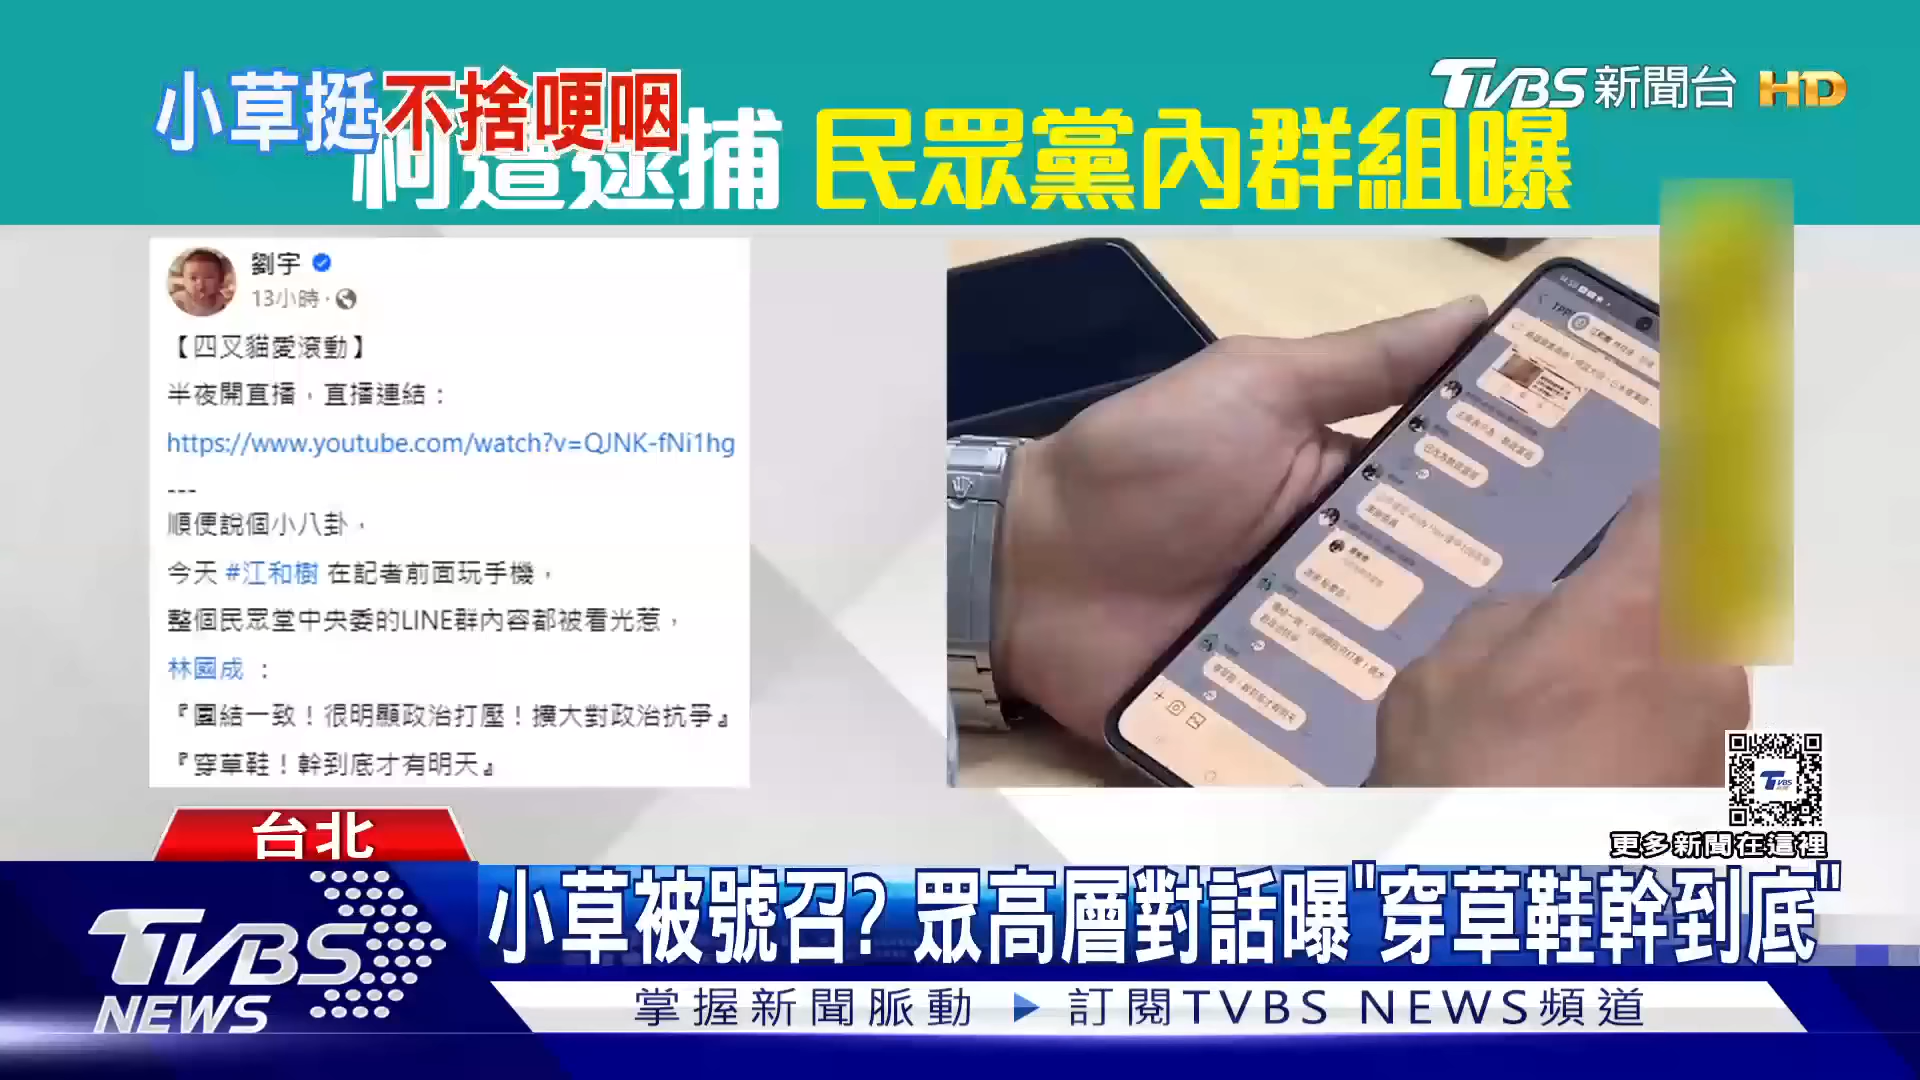 小草挺 不捨哽咽
TVBS新聞台 HD
柯遭逮捕 民眾黨內群組曝
劉宇
13小時
【四叉貓愛滾動】
半夜開直播，直播連結：
https://www.youtube.com/watch?v=QJNK-fNi1hg
---
順便說個小八卦，
今天 #江和樹 在記者前面玩手機，
整個民眾堂中央委的LINE群內容都被看光惹，
林國成 ：
『團結一致！很明顯政治打壓！擴大對政治抗爭』
『穿草鞋！幹到底才有明天』
TVBS
更多新聞在這裡
台北
小草被號召? 眾高層對話曝"穿草鞋幹到底"
TVBS NEWS
掌握新聞脈動 ▶ 訂閱TVBS NEWS頻道